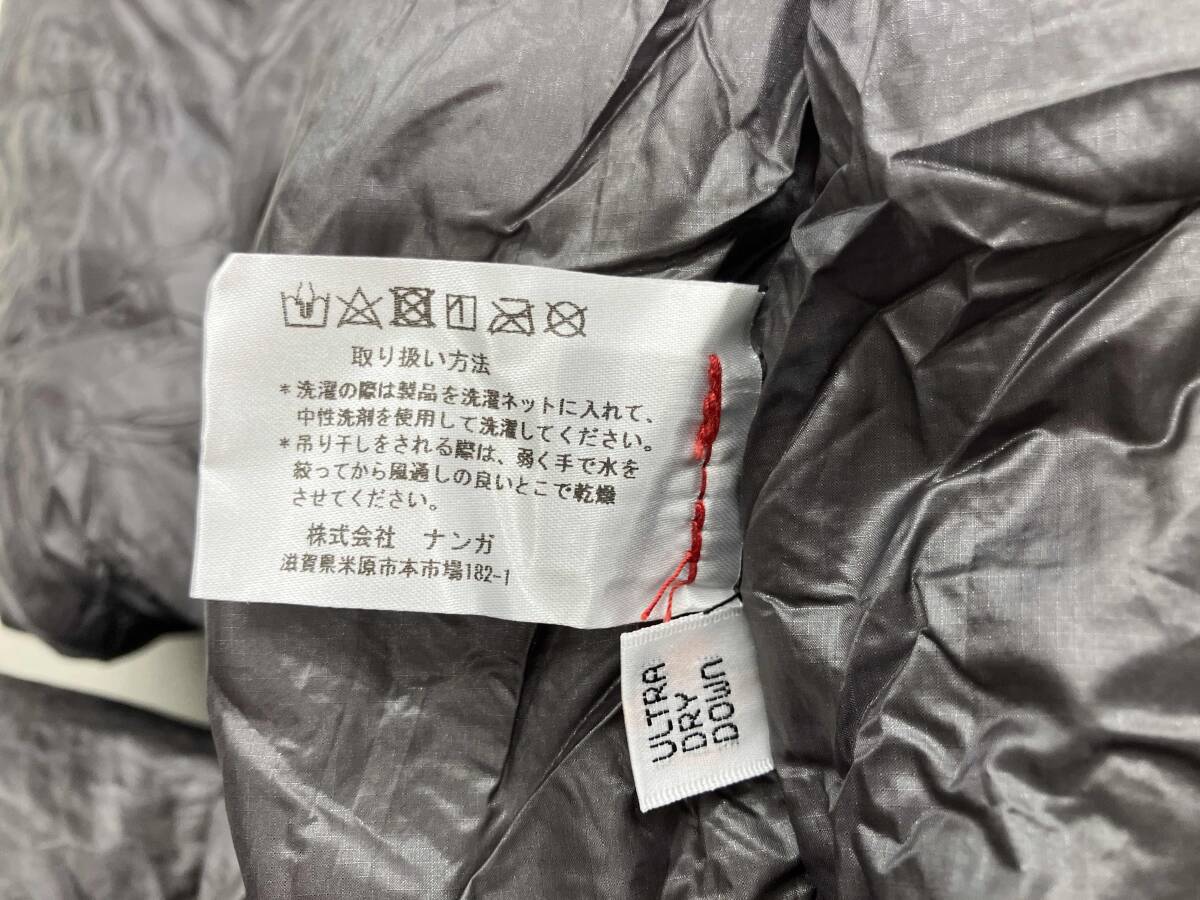 取り扱い方法
*洗濯の際は製品を洗濯ネットに入れて、
中性洗剤を使用して洗濯してください。
*吊り干しをされる際は、弱く手で水を
絞ってから風通しの良いとこで乾燥
させてください。
株式会社 ナンガ
滋賀県米原市本市場182-1
ULTRA
DRY
DOWN